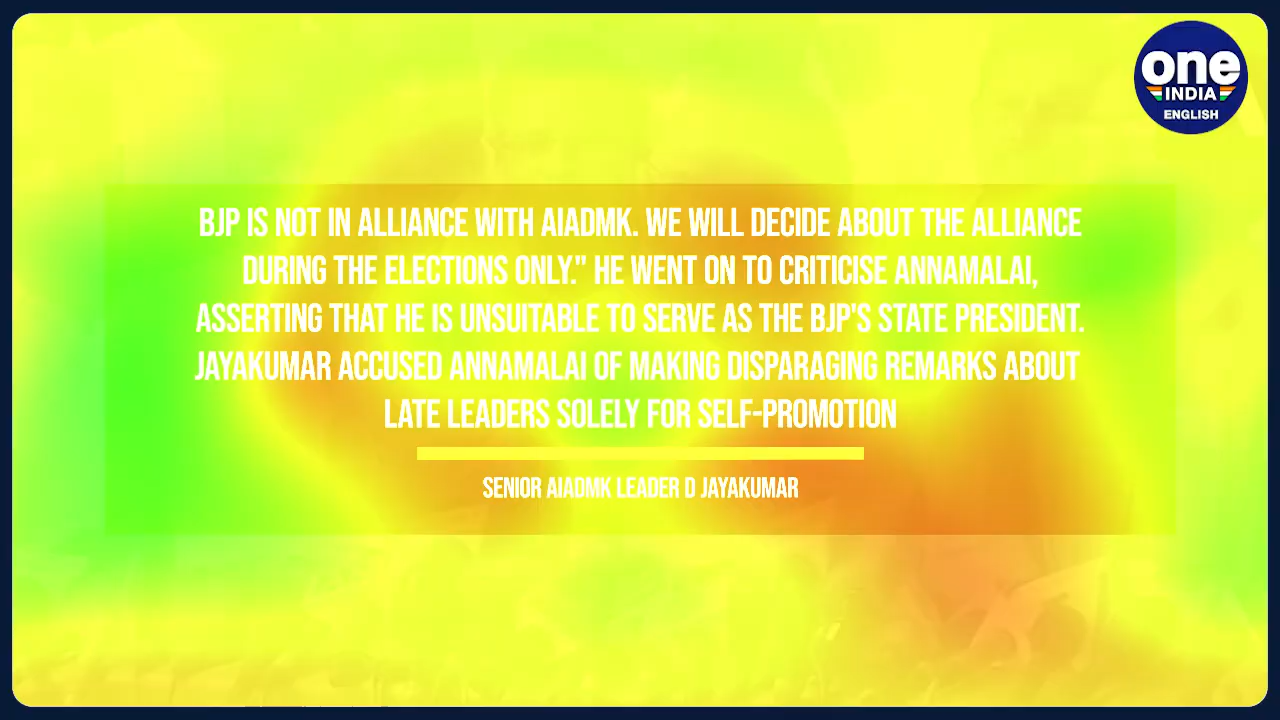 one
INDIA
ENGLISH
BJP IS NOT IN ALLIANCE WITH AIADMK. WE WILL DECIDE ABOUT THE ALLIANCE
DURING THE ELECTIONS ONLY." HE WENT ON TO CRITICISE ANNAMALAI,
ASSERTING THAT HE IS UNSUITABLE TO SERVE AS THE BJP'S STATE PRESIDENT.
JAYAKUMAR ACCUSED ANNAMALAI OF MAKING DISPARAGING REMARKS ABOUT
LATE LEADERS SOLELY FOR SELF-PROMOTION
SENIOR AIADMK LEADER D JAYAKUMAR